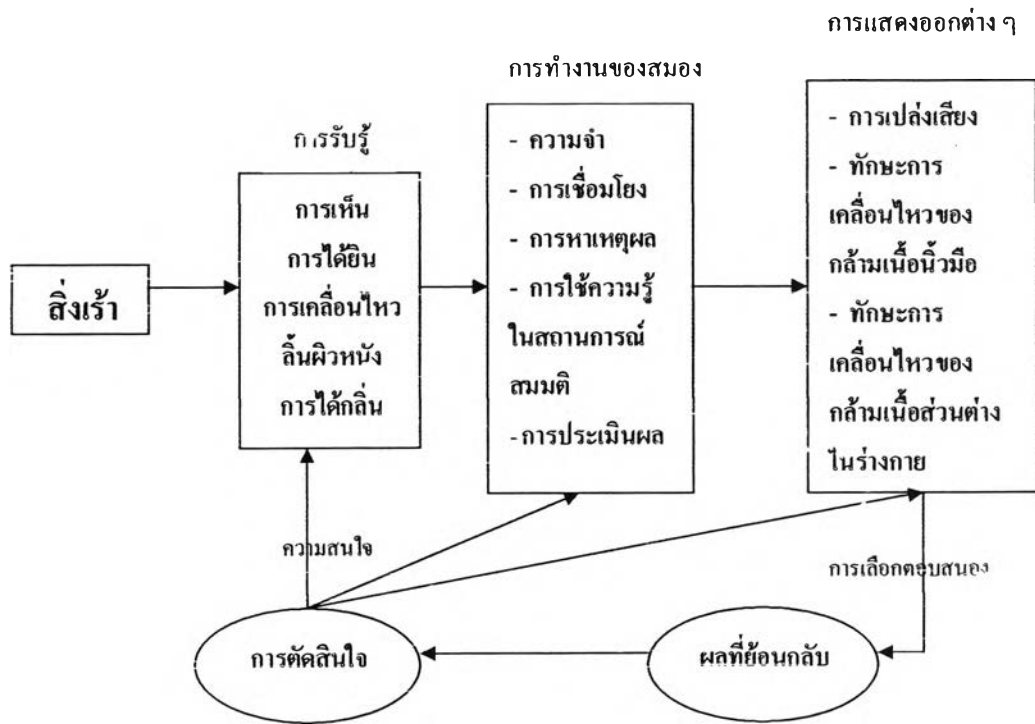 การแสดงออกต่าง ๆ
การทำงานของสมอง
การรับรู้
สิ่งเร้า
การเห็น
การได้ยิน
การเคลื่อนไหว
ลิ้นผิวหนัง
การได้กลิ่น
- ความจำ
- การเชื่อมโยง
- การหาเหตุผล
- การใช้ความรู้
ในสถานการณ์
สมมติ
- การประเมินผล
- การเปล่งเสียง
- ทักษะการ
เคลื่อนไหวของ
กล้ามเนื้อนิ้วมือ
- ทักษะการ
เคลื่อนไหวของ
กล้ามเนื้อส่วนต่าง
ในร่างกาย
ความสนใจ
การเลือกตอบสนอง
การตัดสินใจ
ผลที่ย้อนกลับ